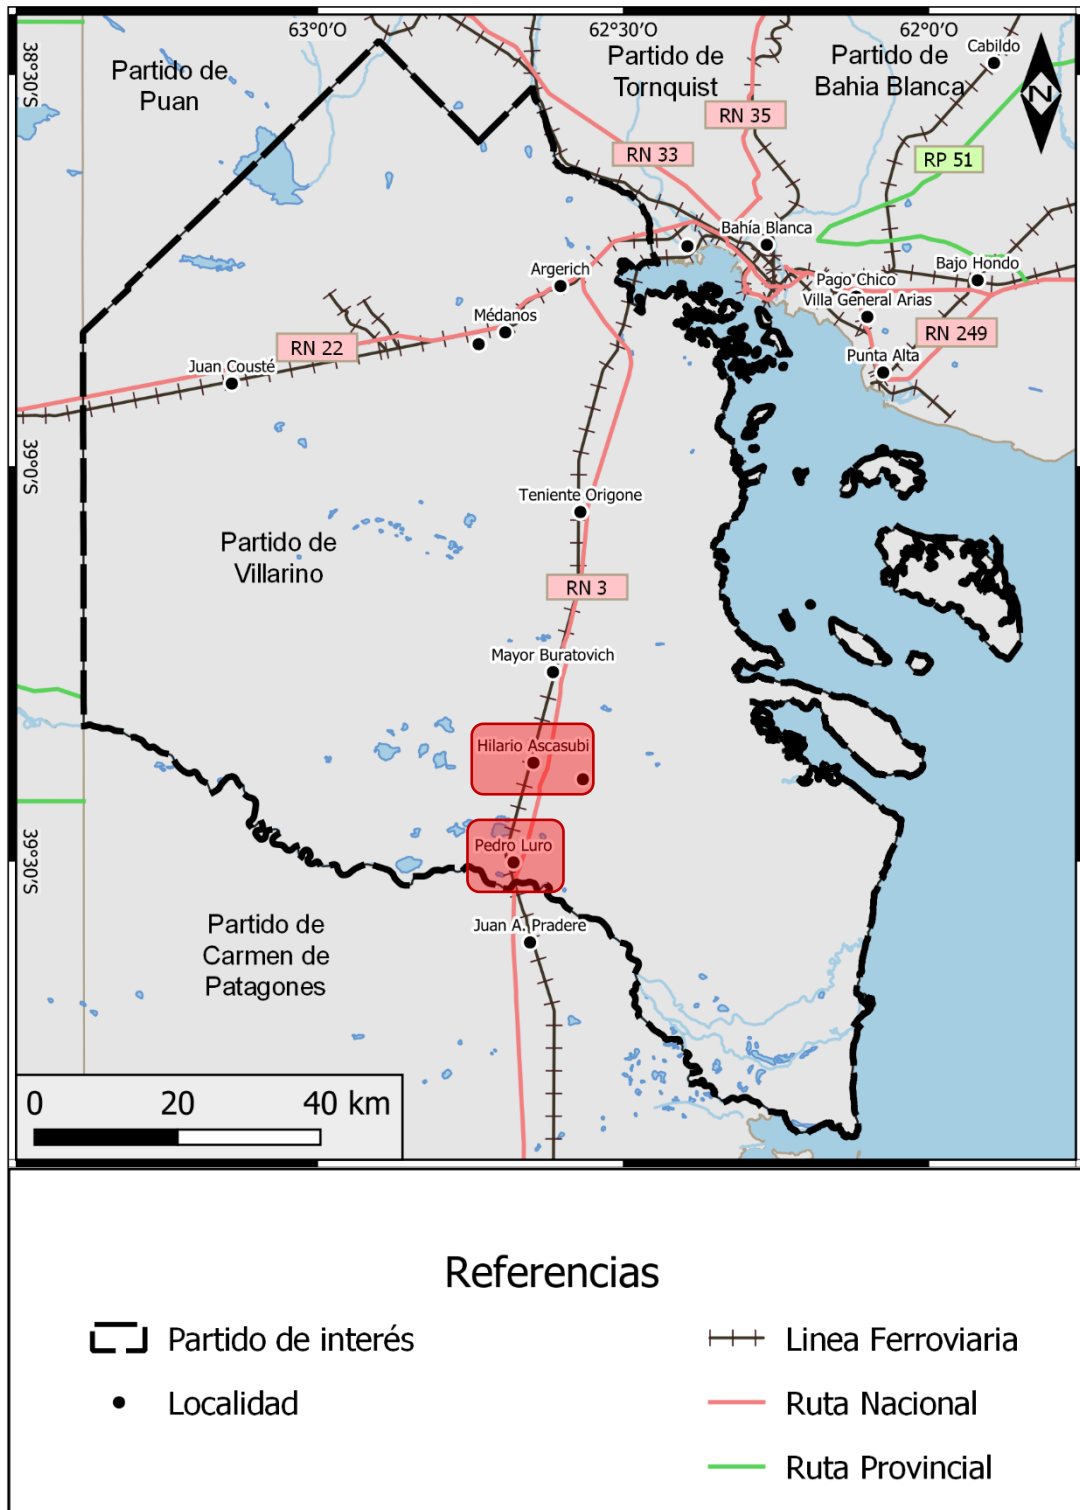 63°0'O
62°30'O
62°0'O
38°30'S
39°0'S
39°30'S
Partido de
Puan
Partido de
Tornquist
Partido de
Bahia Blanca
Cabildo
N
RN 35
RN 33
RP 51
Bahía Blanca
Argerich
Bajo Hondo
Pago Chico
Villa General Arias
Médanos
RN 22
RN 249
Juan Cousté
Punta Alta
Teniente Origone
Partido de
Villarino
RN 3
Mayor Buratovich
Hilario Ascasubi
Pedro Luro
Juan A. Pradere
Partido de
Carmen de
Patagones
0 20 40 km
Referencias
Partido de interés
Localidad
Linea Ferroviaria
Ruta Nacional
Ruta Provincial